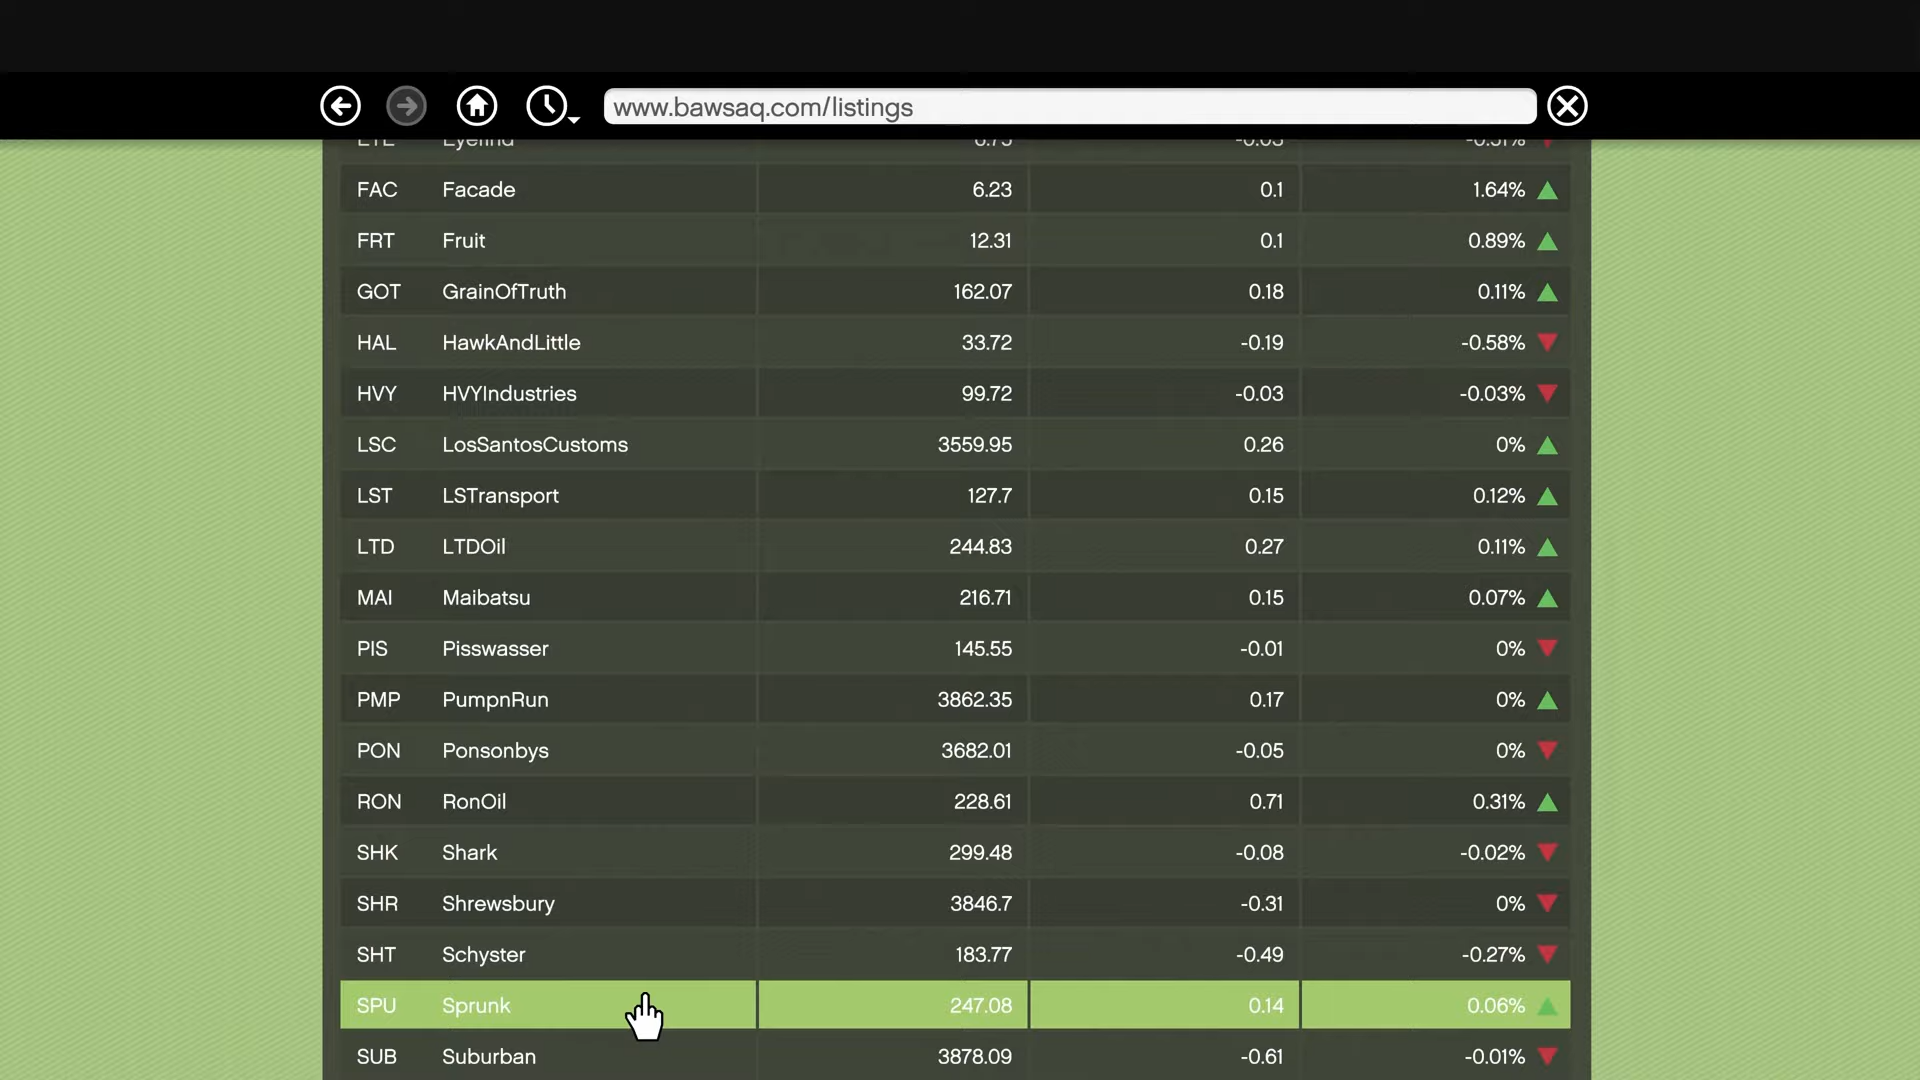 www.bawsaq.com/listings
Eyefind 6.75 -0.03
FAC Facade 6.23 0.1 1.64%
FRT Fruit 12.31 0.1 0.89%
GOT GrainOfTruth 162.07 0.18 0.11%
HAL HawkAndLittle 33.72 -0.19 -0.58%
HVY HVYIndustries 99.72 -0.03 -0.03%
LSC LosSantosCustoms 3559.95 0.26 0%
LST LSTransport 127.7 0.15 0.12%
LTD LTDOil 244.83 0.27 0.11%
MAI Maibatsu 216.71 0.15 0.07%
PIS Pisswasser 145.55 -0.01 0%
PMP PumpnRun 3862.35 0.17 0%
PON Ponsonbys 3682.01 -0.05 0%
RON RonOil 228.61 0.71 0.31%
SHK Shark 299.48 -0.08 -0.02%
SHR Shrewsbury 3846.7 -0.31 0%
SHT Schyster 183.77 -0.49 -0.27%
SPU Sprunk 247.08 0.14 0.06%
SUB Suburban 3878.09 -0.61 -0.01%